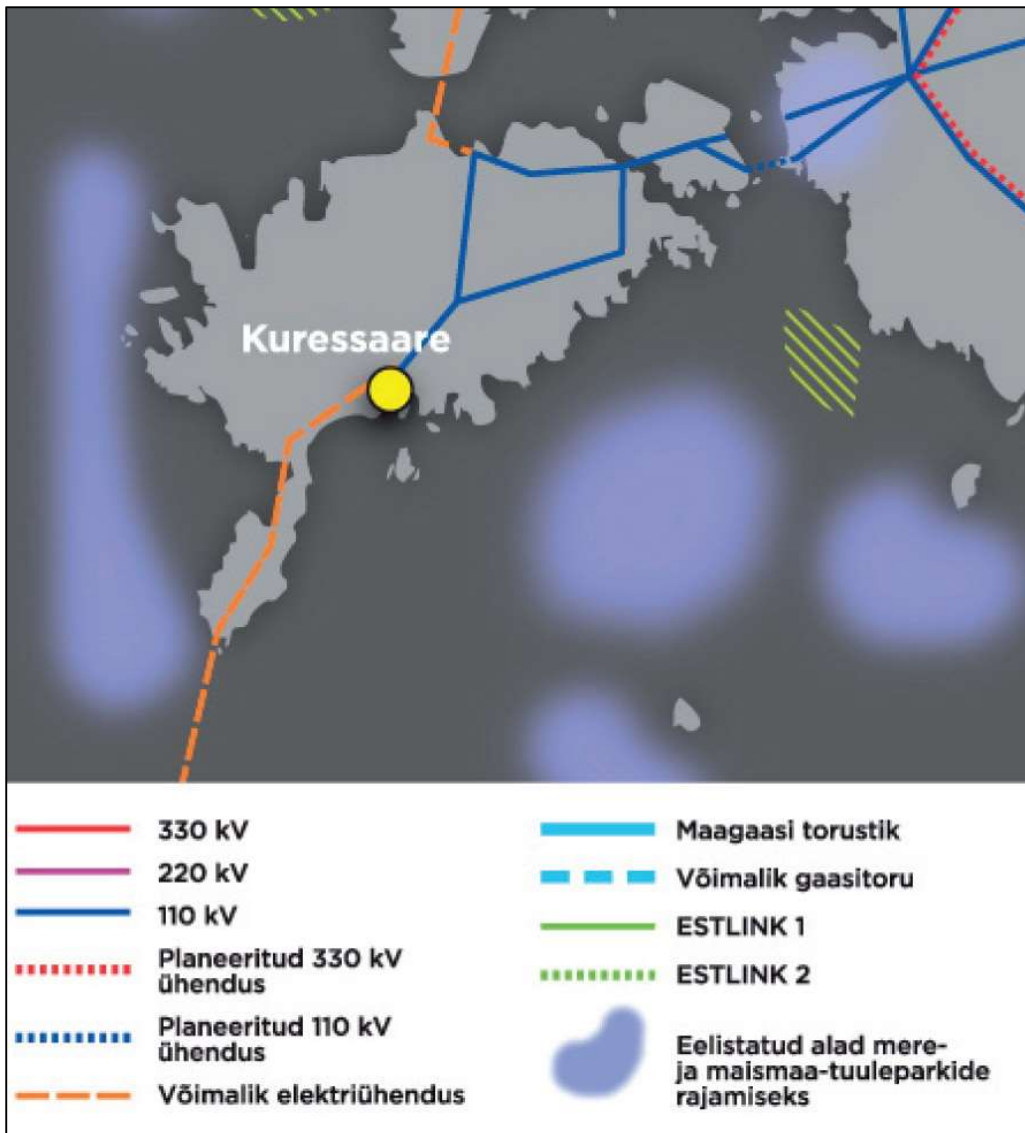 Kuressaare
330 kV
220 kV
110 kV
Planeeritud 330 kV
ühendus
Planeeritud 110 kV
ühendus
Võimalik elektriühendus
Maagaasi torustik
Võimalik gaasitoru
ESTLINK 1
ESTLINK 2
Eelistatud alad mere-
ja maismaa-tuuleparkide
rajamiseks